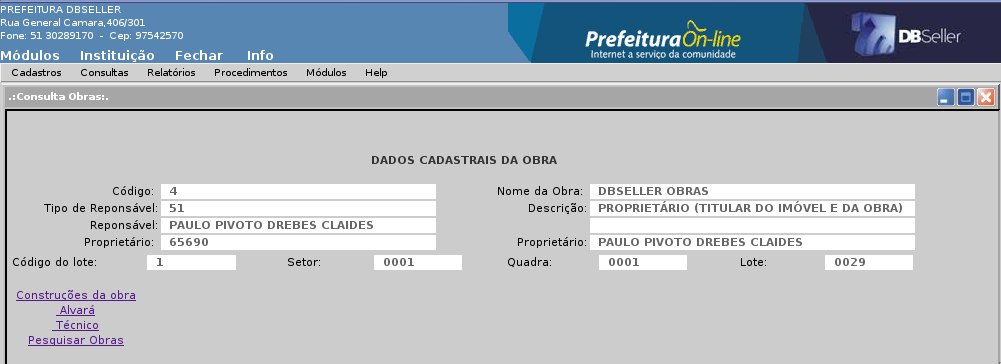 PREFEITURA DBSELLER
Rua General Camara,406/301
Fone: 51 30289170 - Cep: 97542570
Módulos Instituição Fechar Info
Prefeitura On-line
Internet a serviço da comunidade
DBSeller
Cadastros Consultas Relatórios Procedimentos Módulos Help
.:Consulta Obras:.
DADOS CADASTRAIS DA OBRA
Código: 4 Nome da Obra: DBSELLER OBRAS
Tipo de Reponsável: 51 Descrição: PROPRIETÁRIO (TITULAR DO IMÓVEL E DA OBRA)
Reponsável: PAULO PIVOTO DREBES CLAIDES
Proprietário: 65690 Proprietário: PAULO PIVOTO DREBES CLAIDES
Código do lote: 1 Setor: 0001 Quadra: 0001 Lote: 0029
Construções da obra
Alvará
Técnico
Pesquisar Obras